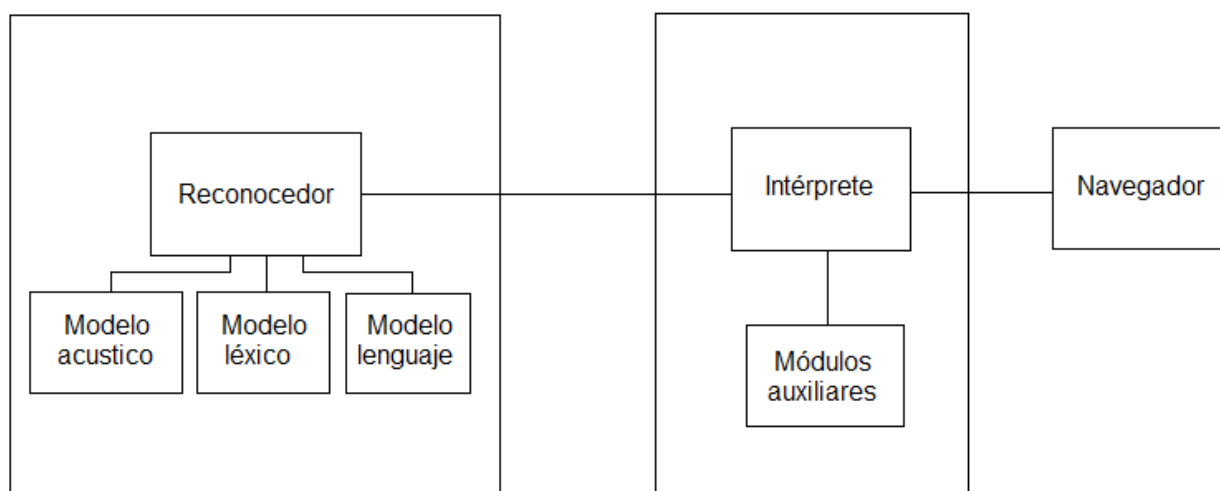 Reconocedor
Intérprete
Navegador
Modelo
acustico
Modelo
léxico
Modelo
lenguaje
Módulos
auxiliares